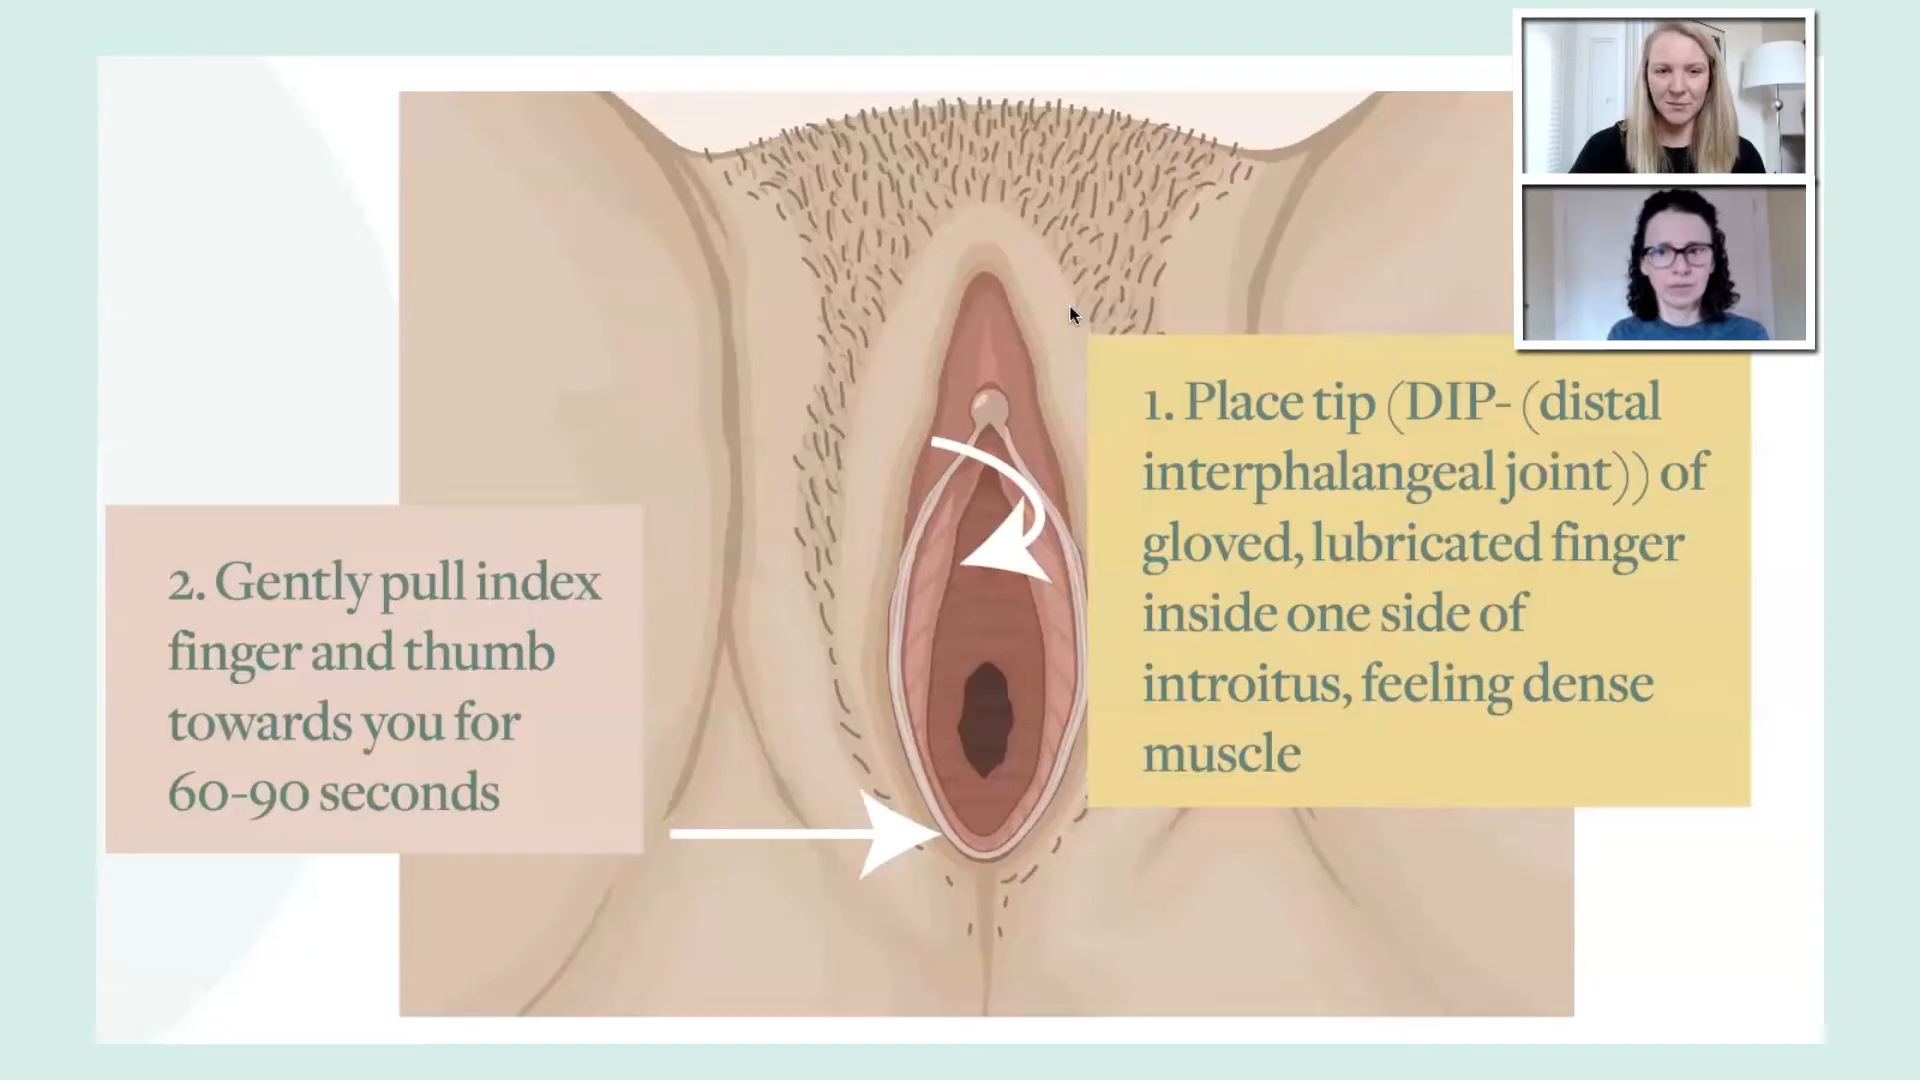 1. Place tip (DIP- (distal
interphalangeal joint)) of
gloved, lubricated finger
inside one side of
introitus, feeling dense
muscle
2. Gently pull index
finger and thumb
towards you for
60-90 seconds